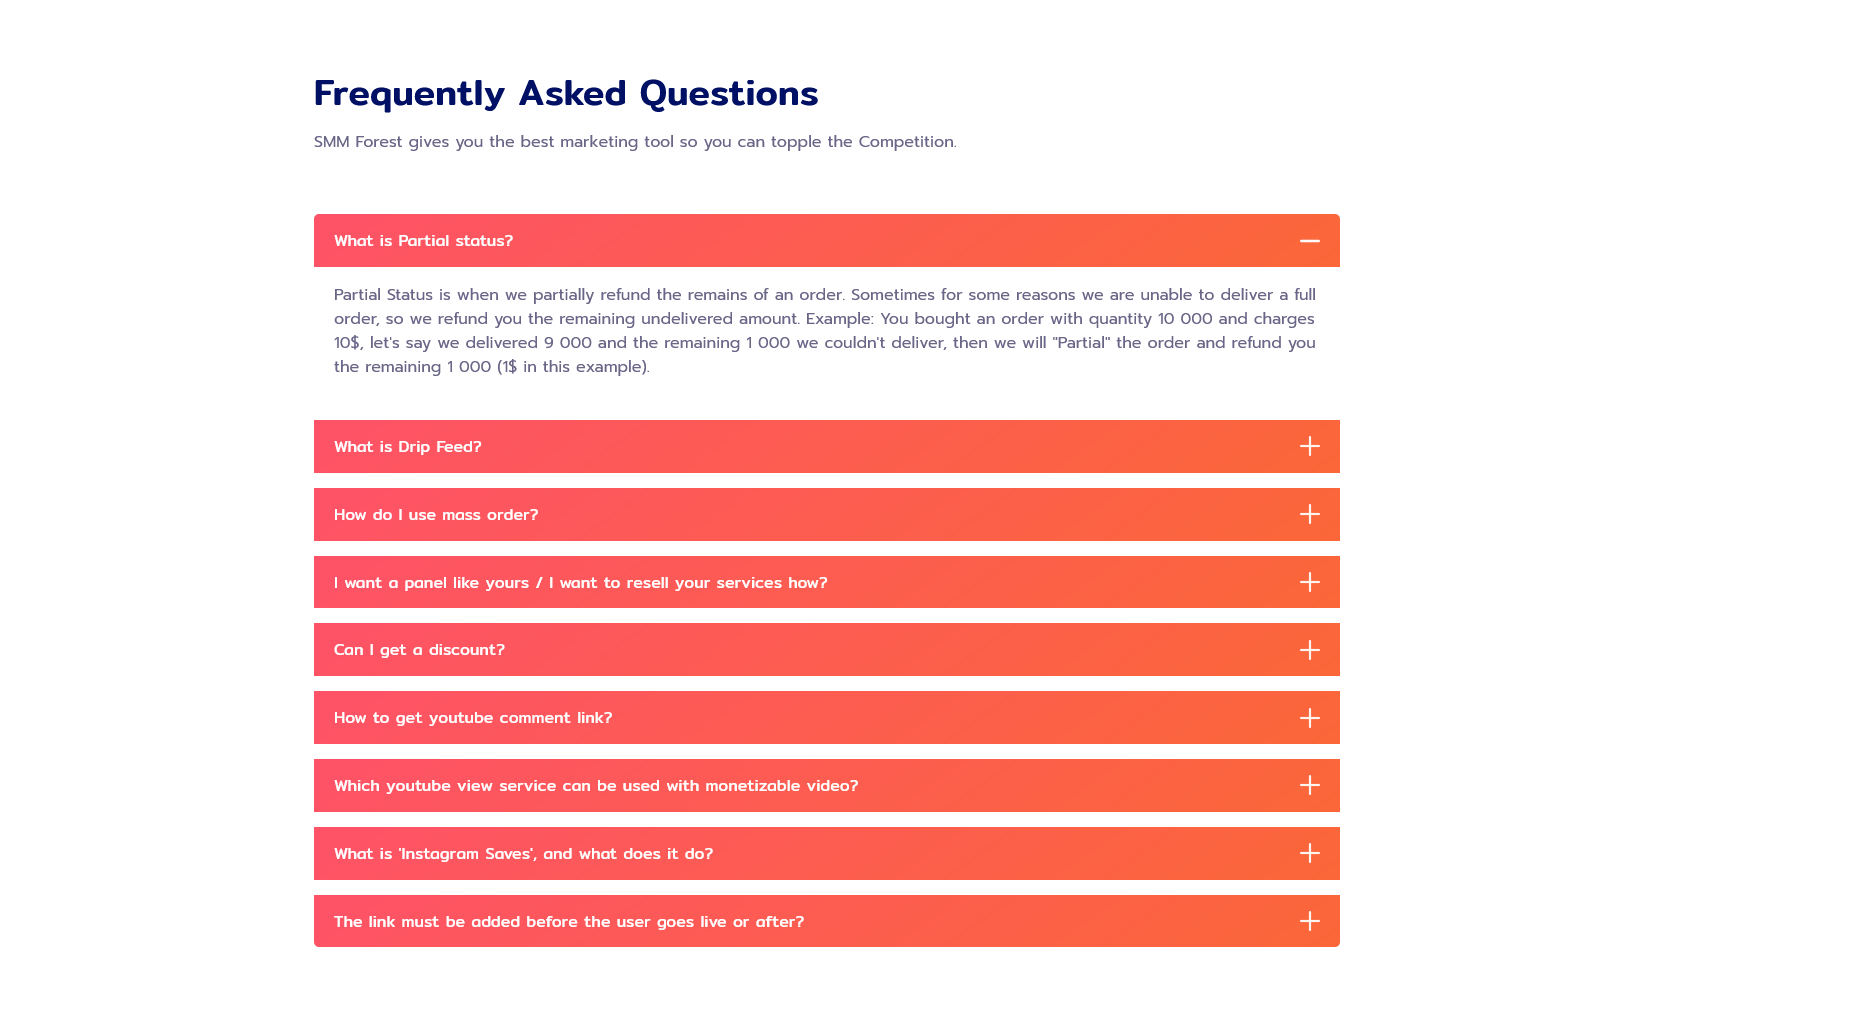 Frequently Asked Questions
SMM Forest gives you the best marketing tool so you can topple the Competition.
What is Partial status?
Partial Status is when we partially refund the remains of an order. Sometimes for some reasons we are unable to deliver a full
order, so we refund you the remaining undelivered amount. Example: You bought an order with quantity 10 000 and charges
10$, let's say we delivered 9 000 and the remaining 1 000 we couldn't deliver, then we will "Partial" the order and refund you
the remaining 1 000 (1$ in this example).
What is Drip Feed?
How do I use mass order?
I want a panel like yours / I want to resell your services how?
Can I get a discount?
How to get youtube comment link?
Which youtube view service can be used with monetizable video?
What is 'Instagram Saves', and what does it do?
The link must be added before the user goes live or after?